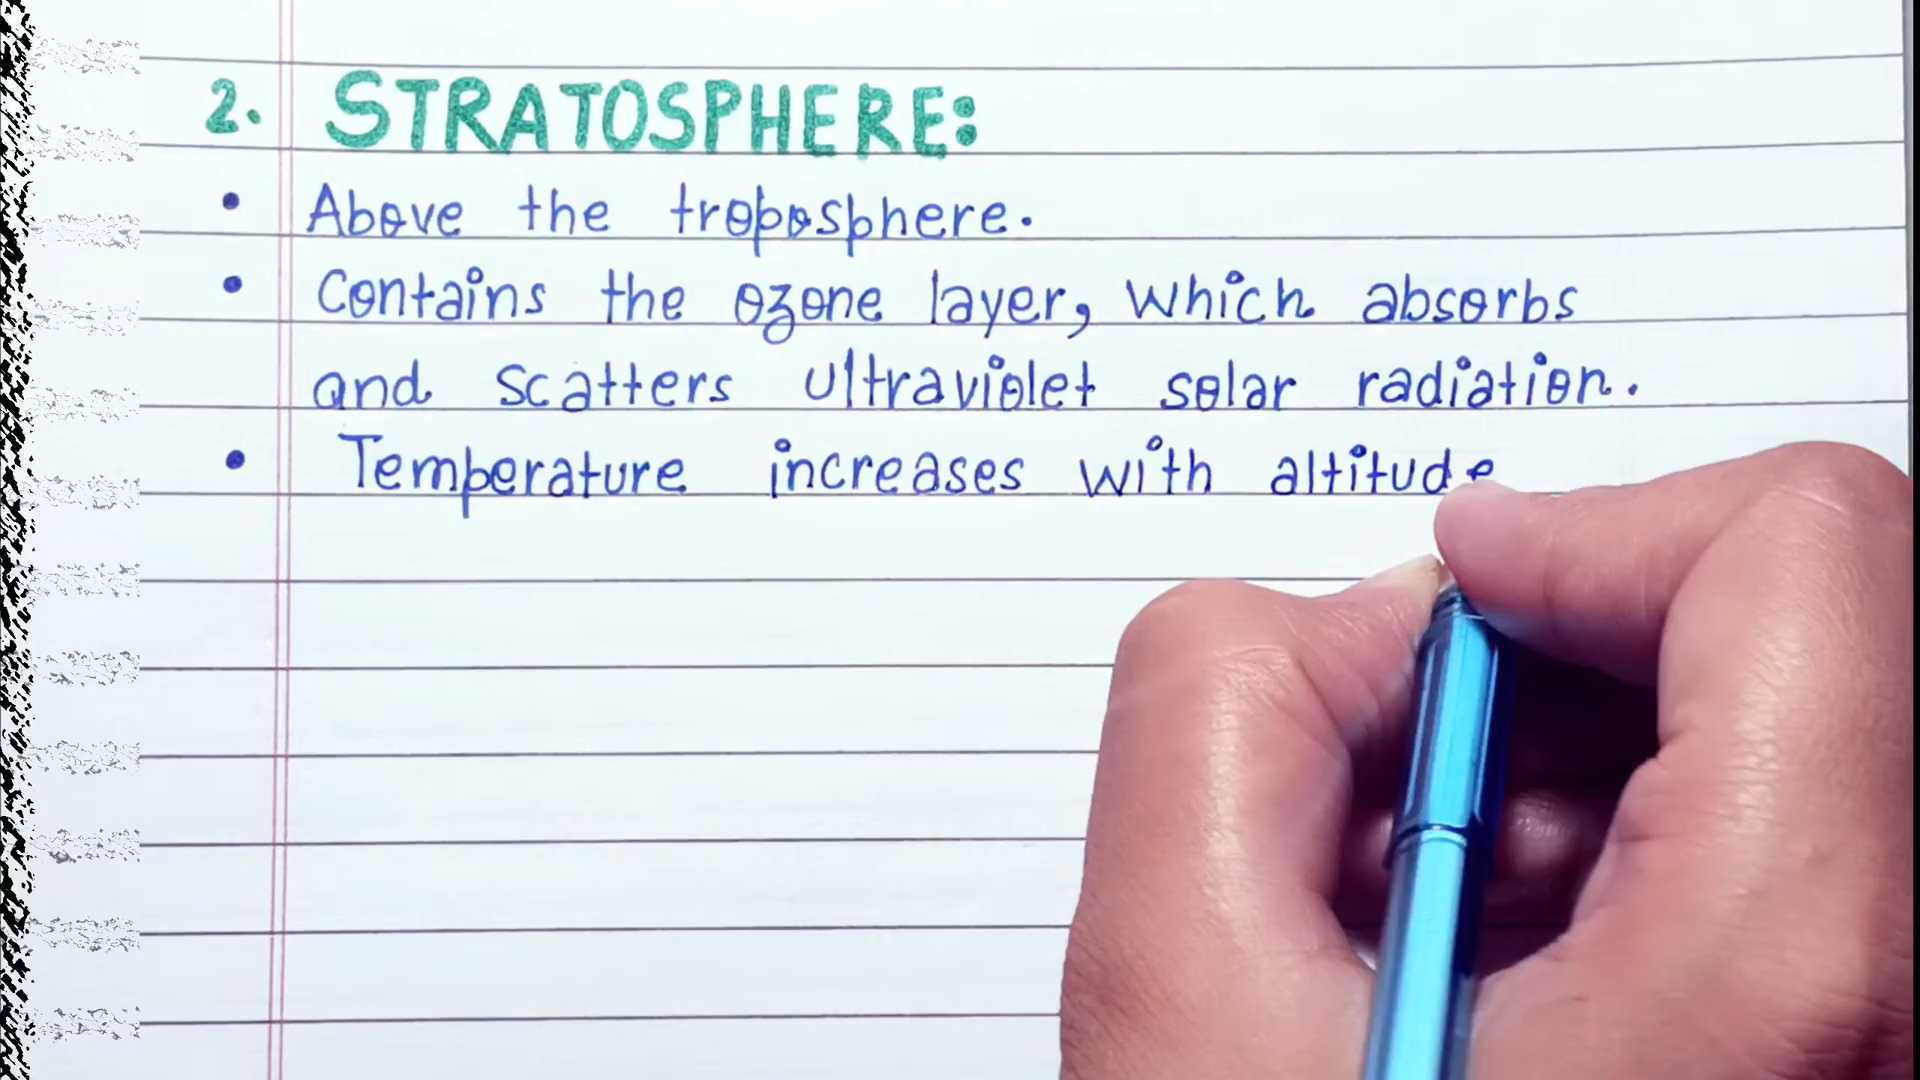 2. STRATOSPHERE:
• Above the troposphere.
• Contains the ozone layer, which absorbs
and scatters ultraviolet solar radiation.
• Temperature increases with altitude